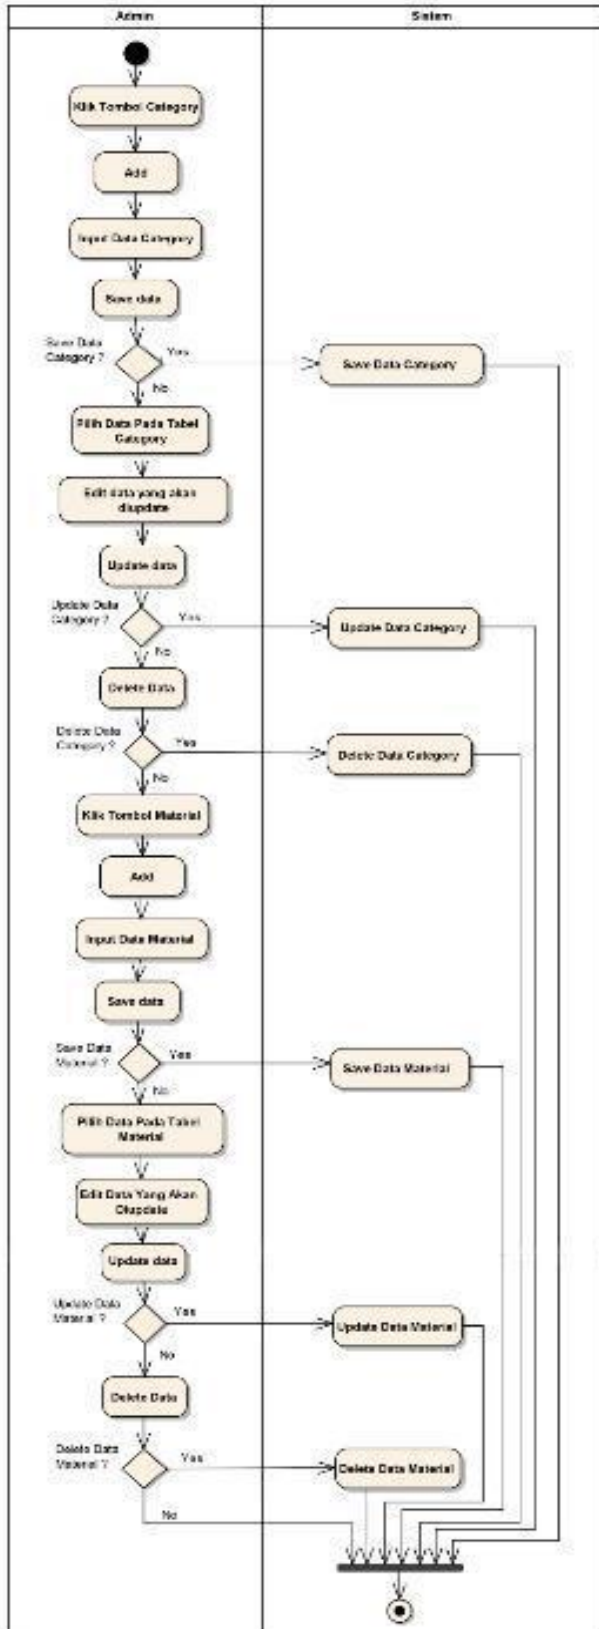 Admin
Sistem
Klik Tombol Category
Add
Input Data Category
Save data
Save Data
Category ?
Yes
Save Data Category
No
Pilih Data Pada Tabel
Category
Edit data yang akan
diupdate
Update data
Update Data
Category ?
Yes
Update Data Category
No
Delete Data
Delete Data
Category ?
Yes
Delete Data Category
No
Klik Tombol Material
Add
Input Data Material
Save data
Save Data
Material ?
Yes
Save Data Material
No
Pilih Data Pada Tabel
Material
Edit Data Yang Akan
Diupdate
Update data
Update Data
Material ?
Yes
Update Data Material
No
Delete Data
Delete Data
Material ?
Yes
Delete Data Material
No